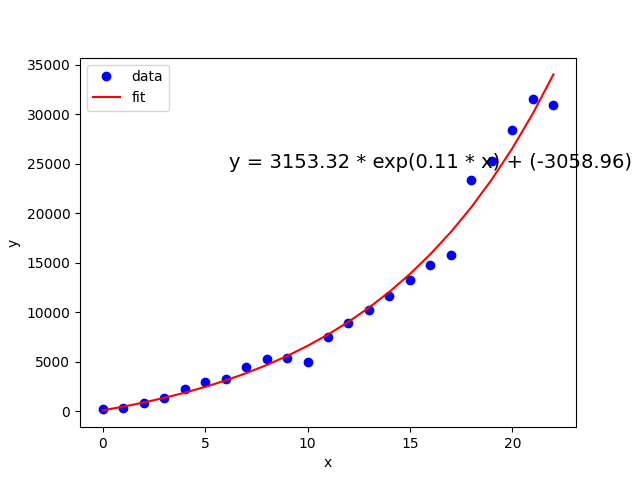 35000
30000
25000
20000
15000
10000
5000
0
y
data
fit
y = 3153.32 * exp(0.11 * x) + (-3058.96)
0 5 10 15 20
x